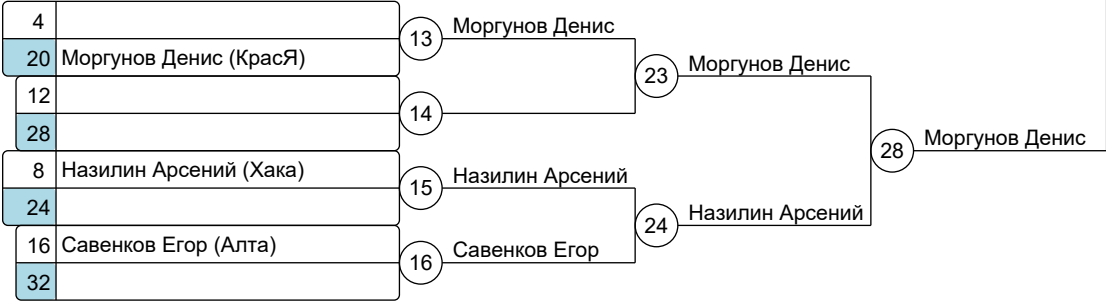 4
20 Моргунов Денис (КрасЯ)
12
28
8 Назилин Арсений (Хака)
24
16 Савенков Егор (Алта)
32
13 Моргунов Денис
14
15 Назилин Арсений
16 Савенков Егор
23 Моргунов Денис
24 Назилин Арсений
28 Моргунов Денис